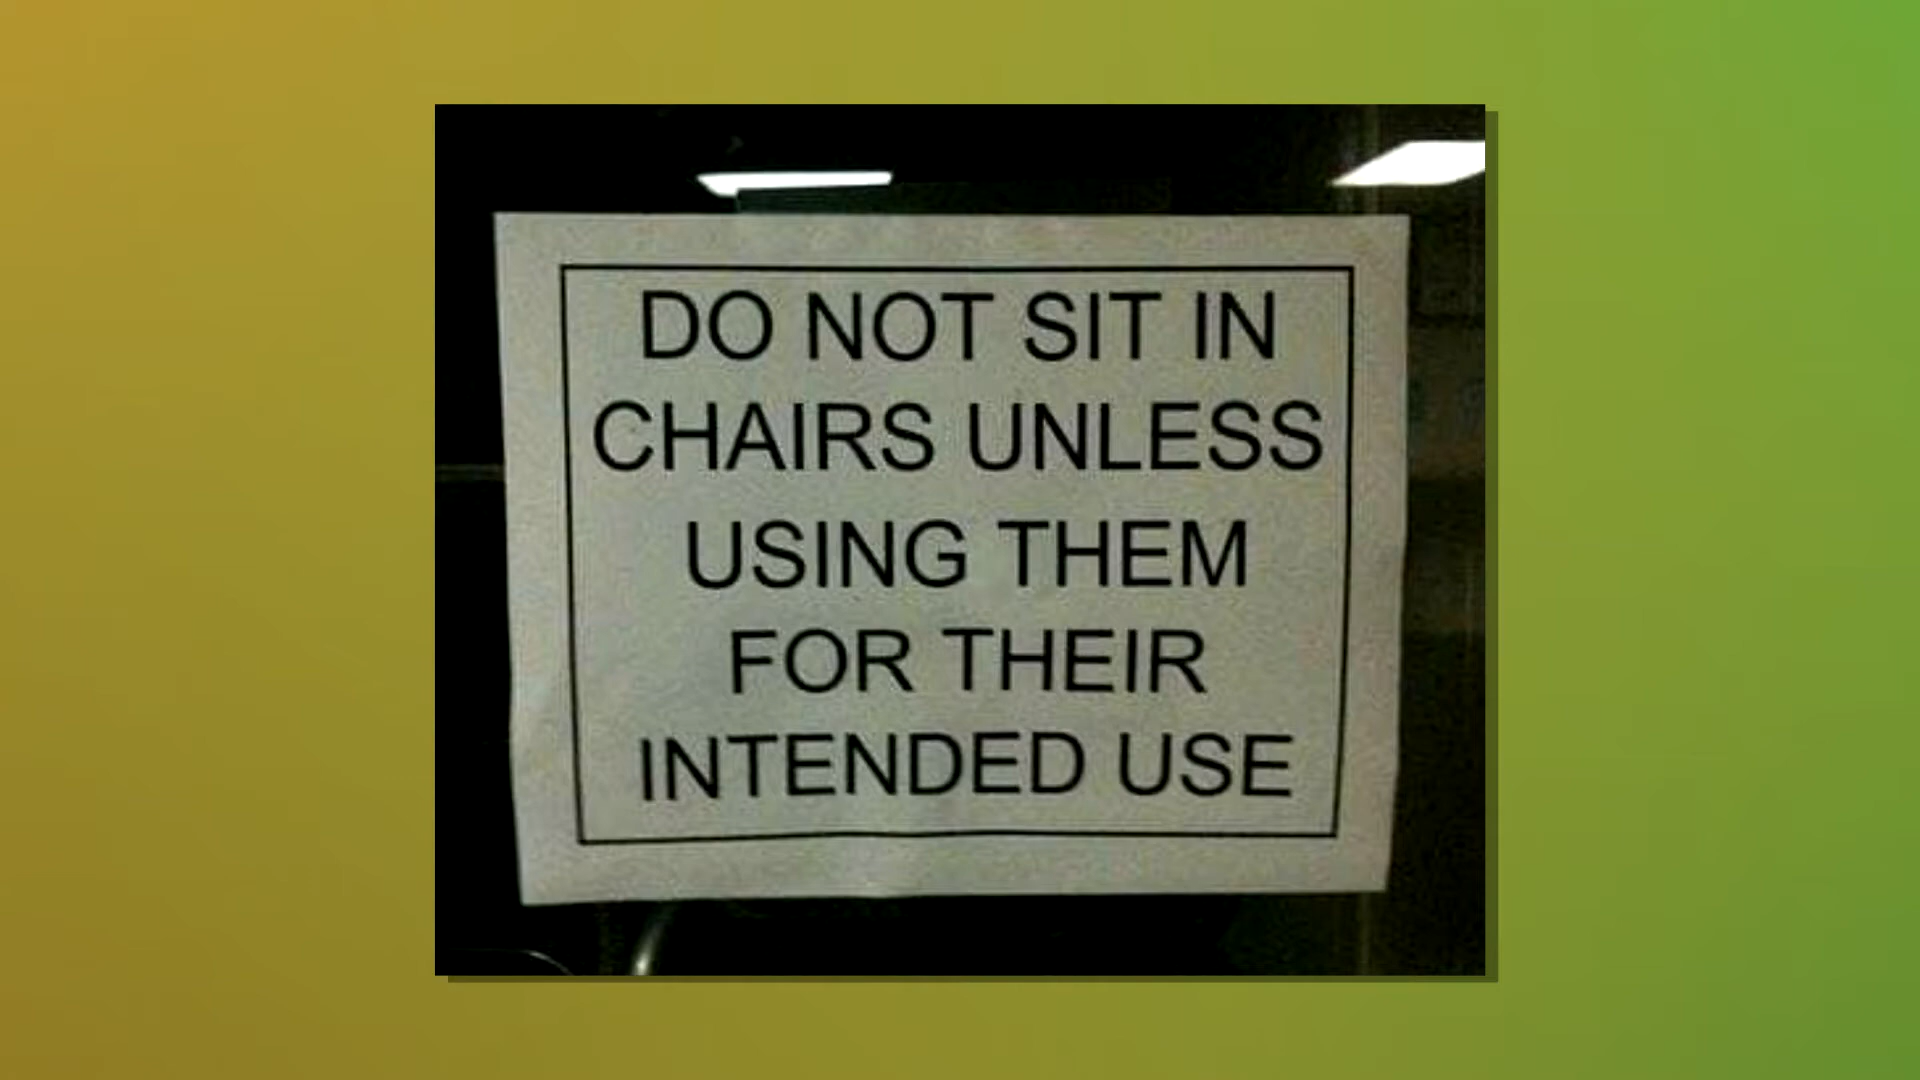 DO NOT SIT IN
CHAIRS UNLESS
USING THEM
FOR THEIR
INTENDED USE